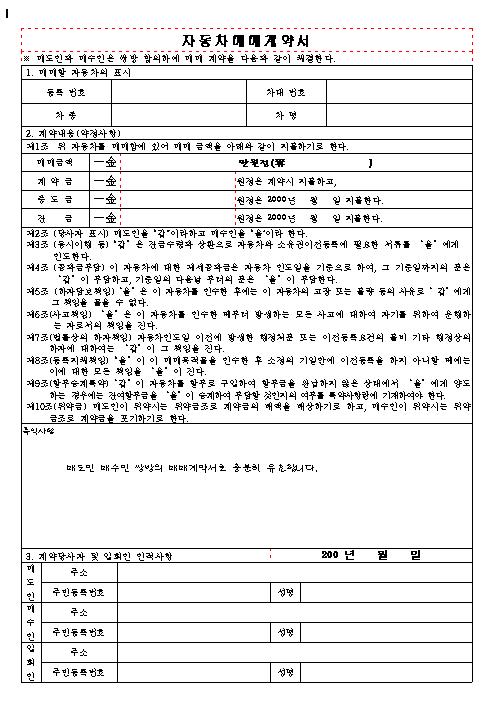 자동차매매계약서
※ 매도인과 매수인은 쌍방 합의하에 매매 계약을 다음과 같이 체결한다.
1. 매매할 자동차의 표시
등록 번호 차대 번호
차 종 차 명
2. 계약내용(약정사항)
제1조 위 자동차를 매매함에 있어 매매 금액을 아래와 같이 지불하기로 한다.
매매금액 一金 만원정(₩ )
계 약 금 一金 원정은 계약시 지불하고,
중 도 금 一金 원정은 2000년 월 일 지불한다.
잔 금 一金 원정은 2000년 월 일 지불한다.
제2조 (당사자 표시) 매도인을 "갑"이라하고 매수인을 "을"이라 한다.
제3조 (동시이행 등) "갑" 은 잔금수령과 상환으로 자동차와 소유권이전등록에 필요한 서류를 "을" 에게
인도한다.
제4조 (공과금부담) 이 자동차에 대한 제세공과금은 자동차 인도일을 기준으로 하여, 그 기준일까지의 분은
"갑" 이 부담하고, 기준일의 다음날 부터의 분은 "을" 이 부담한다.
제5조 (하자담보책임) "을" 은 이 자동차를 인수한 후에는 이 자동차의 고장 또는 불량 등의 사유로 "갑" 에게
그 책임을 물을 수 없다.
제6조(사고책임) "을" 은 이 자동차를 인수한 때부터 발생하는 모든 사고에 대하여 자기를 위하여 운행하
는 자로서의 책임을 진다.
제7조(법률상의 하자책임) 자동차인도일 이전에 발생한 행정처분 또는 이전등록요건의 불비 기타 행정상의
하자에 대하여는 "갑" 이 그 책임을 진다.
제8조(등록지체책임) "을" 이 이 매매목적물을 인수한 후 소정의 기일안에 이전등록을 하지 아니할 때에는
이에 대한 모든 책임을 "을" 이 진다.
제9조(할부승계특약) "갑" 이 자동차를 할부로 구입하여 할부금을 완납하지 않은 상태에서 "을" 에게 양도
하는 경우에는 잔여할부금을 "을" 이 승계하여 부담할 것인지의 여부를 특약사항란에 기재하여야 한다.
제10조(위약금) 매도인이 위약시는 위약금조로 계약금의 배액을 배상하기로 하고, 매수인이 위약시는 위약
금조로 계약금을 포기하기로 한다.
특약사항
매도인 매수인 쌍방의 매매계약서로 충분히 유효합니다.
3. 계약당사자 및 입회인 인적사항 200 년 월 일
매도인 주소
주민등록번호 성명
매수인 주소
주민등록번호 성명
입회인 주소
주민등록번호 성명